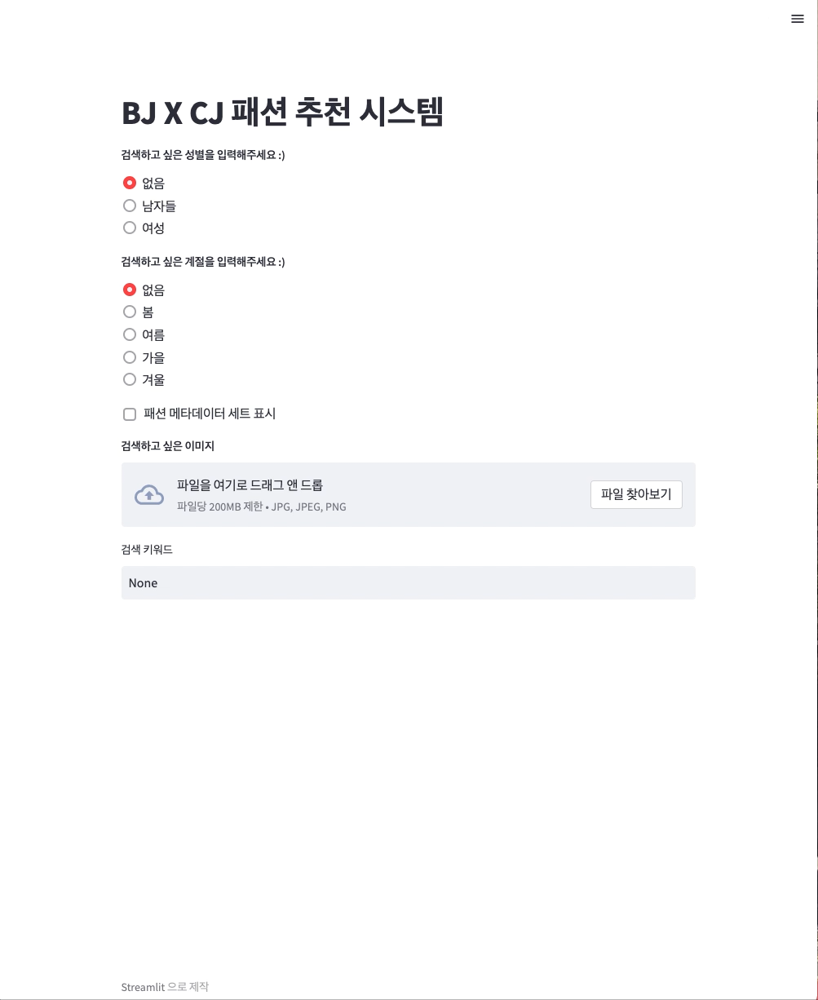 BJ X CJ 패션 추천 시스템
검색하고 싶은 성별을 입력해주세요 :)
없음
남자들
여성
검색하고 싶은 계절을 입력해주세요 :)
없음
봄
여름
가을
겨울
패션 메타데이터 세트 표시
검색하고 싶은 이미지
파일을 여기로 드래그 앤 드롭
파일당 200MB 제한 • JPG, JPEG, PNG
파일 찾아보기
검색 키워드
None
Streamlit 으로 제작